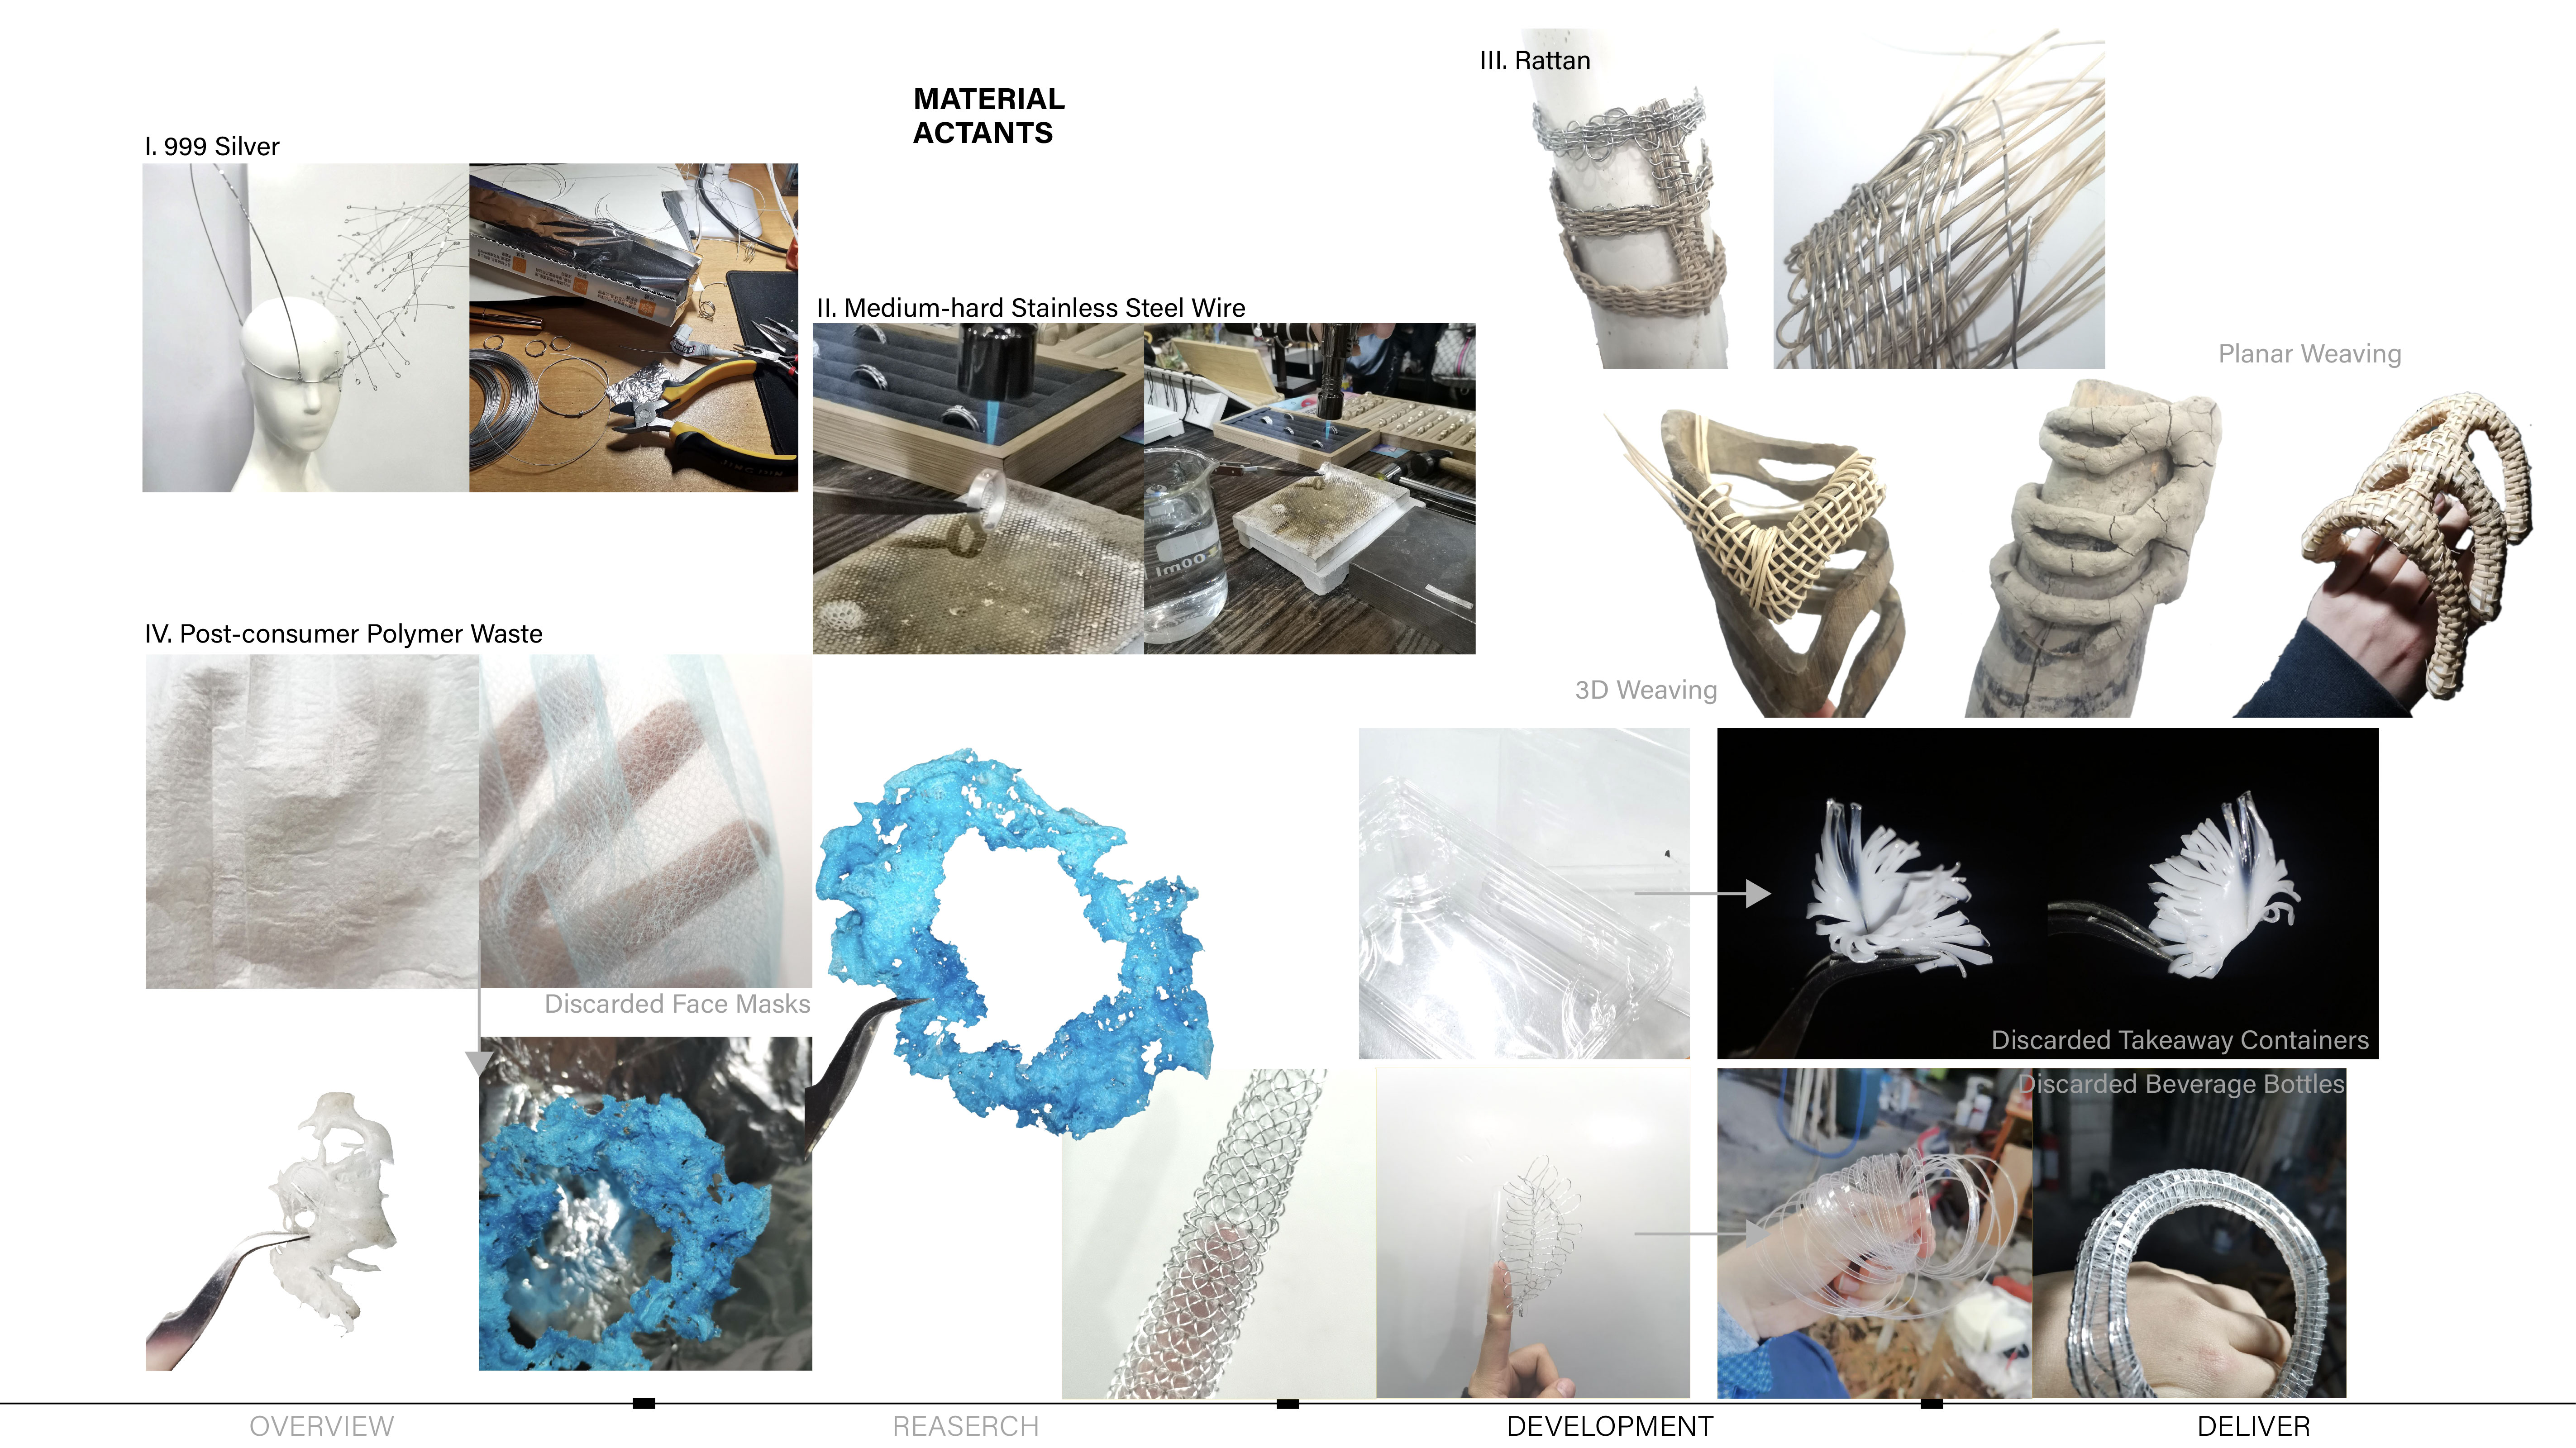 MATERIAL
ACTANTS
I. 999 Silver
II. Medium-hard Stainless Steel Wire
III. Rattan
Planar Weaving
3D Weaving
IV. Post-consumer Polymer Waste
Discarded Face Masks
Discarded Takeaway Containers
Discarded Beverage Bottles
OVERVIEW
REASERCH
DEVELOPMENT
DELIVER